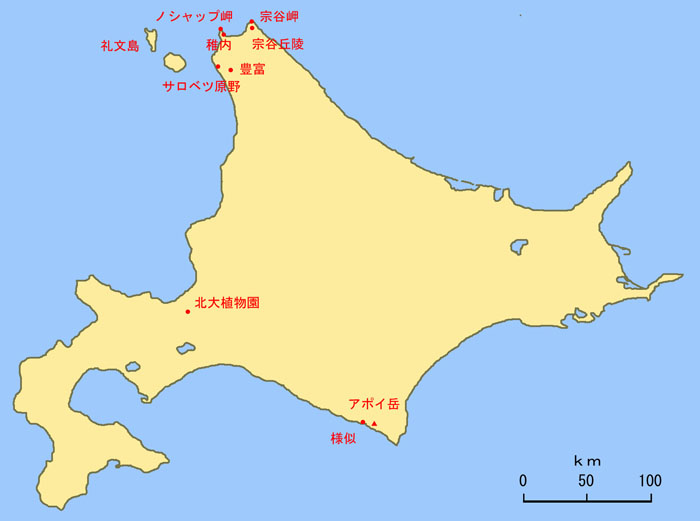 ノシャップ岬
宗谷岬
礼文島
稚内
宗谷丘陵
豊富
サロベツ原野
北大植物園
アポイ岳
様似
km
0 50 100